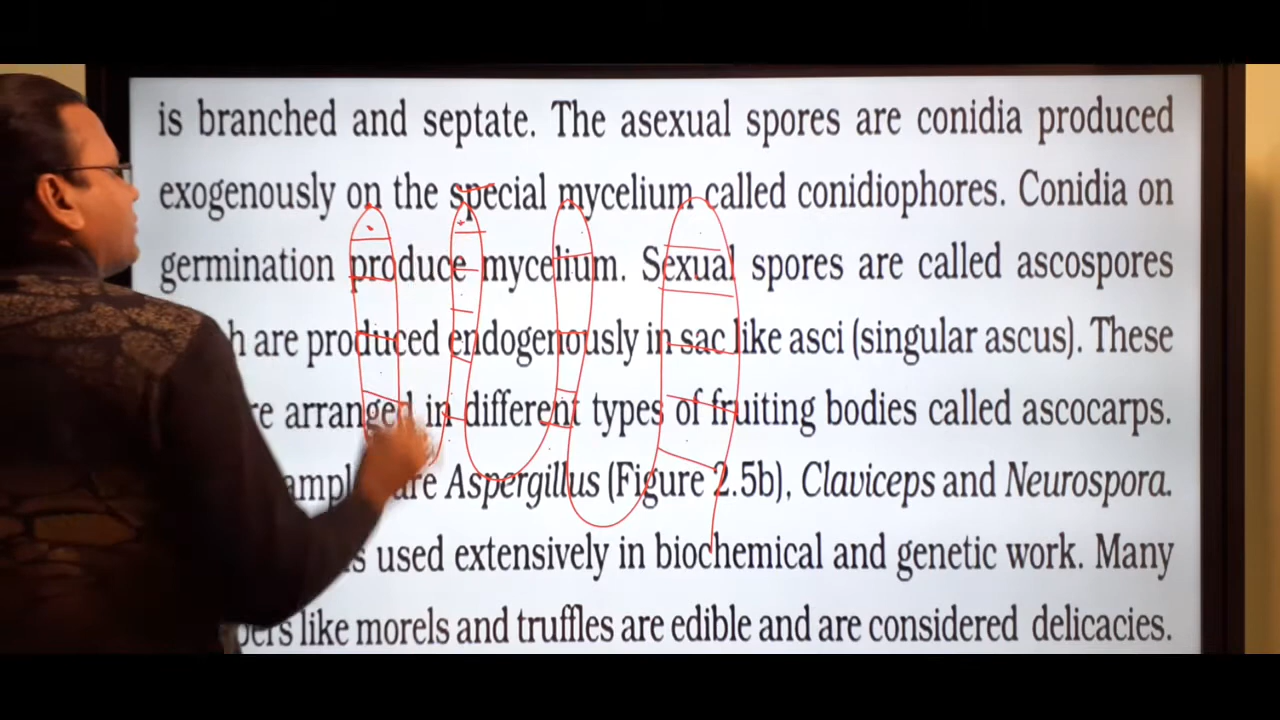 is branched and septate. The asexual spores are conidia produced
exogenously on the special mycelium called conidiophores. Conidia on
germination produce mycelium. Sexual spores are called ascospores
are produced endogenously in sac like asci (singular ascus). These
arranged in different types of fruiting bodies called ascocarps.
Aspergillus (Figure 2.5b), Claviceps and Neurospora.
used extensively in biochemical and genetic work. Many
like morels and truffles are edible and are considered delicacies.